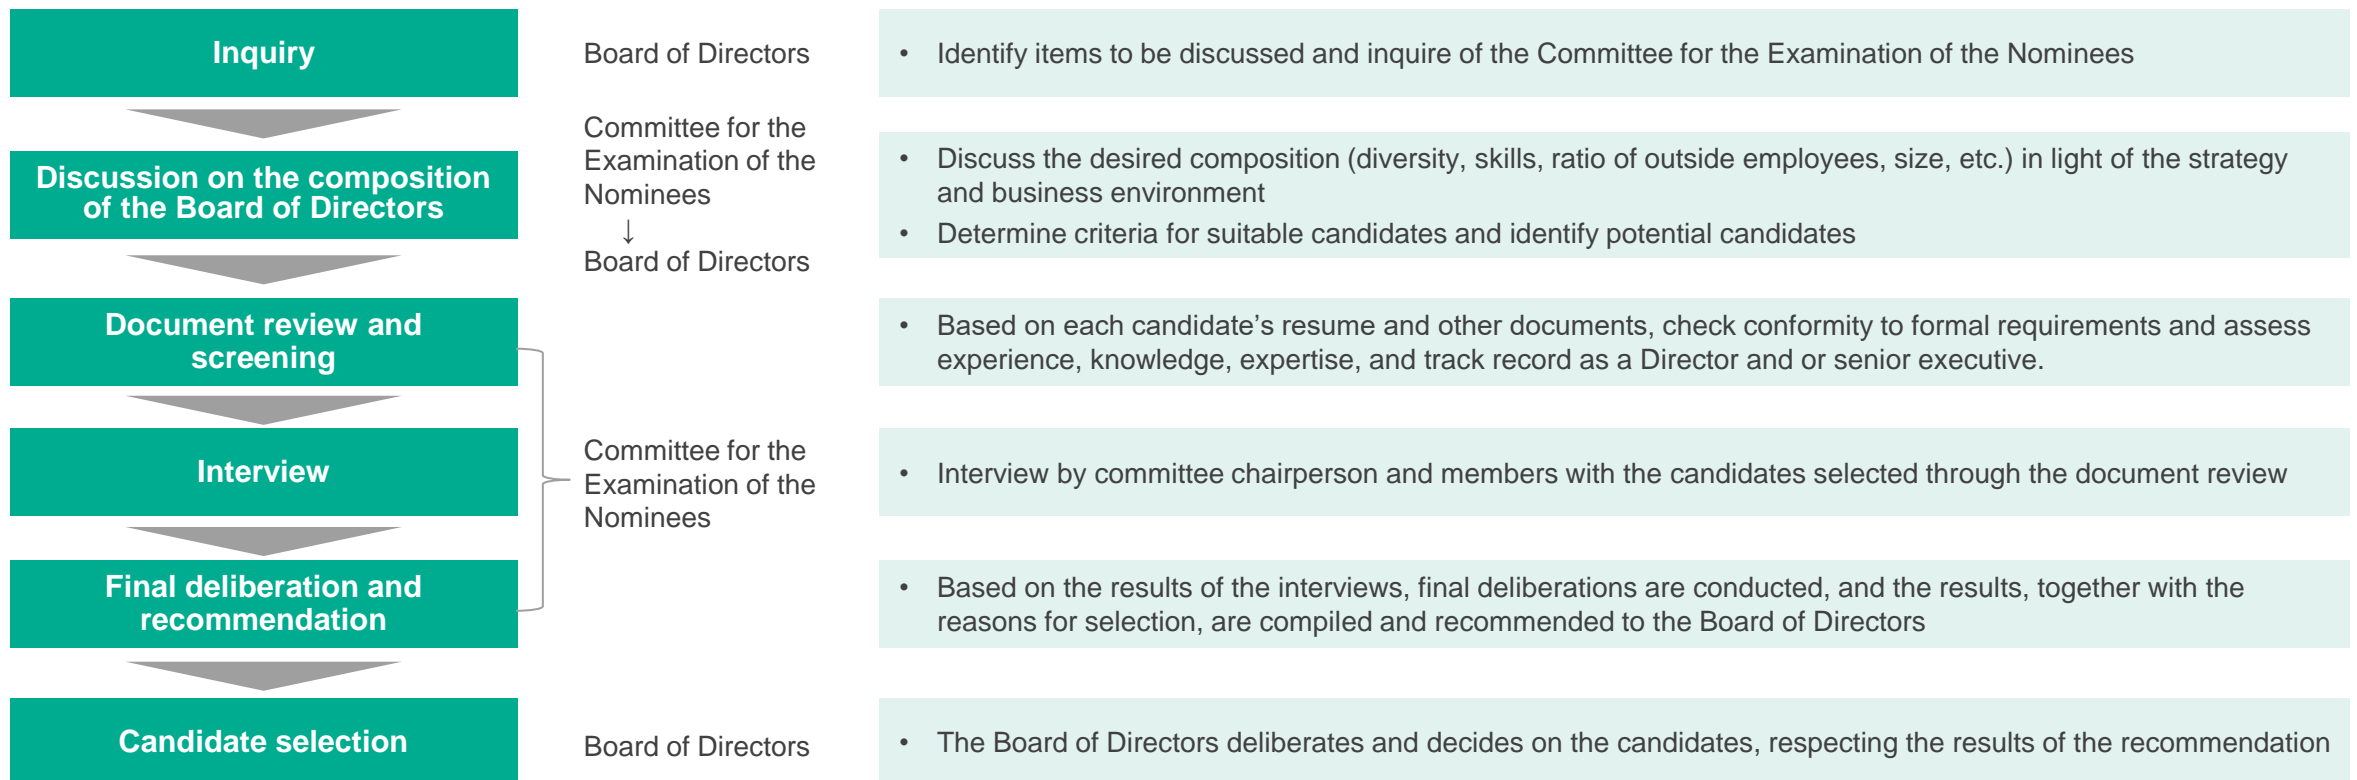 Inquiry
Board of Directors
• Identify items to be discussed and inquire of the Committee for the Examination of the Nominees
Discussion on the composition
of the Board of Directors
Committee for the
Examination of the
Nominees
↓
Board of Directors
• Discuss the desired composition (diversity, skills, ratio of outside employees, size, etc.) in light of the strategy
and business environment
• Determine criteria for suitable candidates and identify potential candidates
Document review and
screening
• Based on each candidate’s resume and other documents, check conformity to formal requirements and assess
experience, knowledge, expertise, and track record as a Director and or senior executive.
Interview
Committee for the
Examination of the
Nominees
• Interview by committee chairperson and members with the candidates selected through the document review
Final deliberation and
recommendation
• Based on the results of the interviews, final deliberations are conducted, and the results, together with the
reasons for selection, are compiled and recommended to the Board of Directors
Candidate selection
Board of Directors
• The Board of Directors deliberates and decides on the candidates, respecting the results of the recommendation